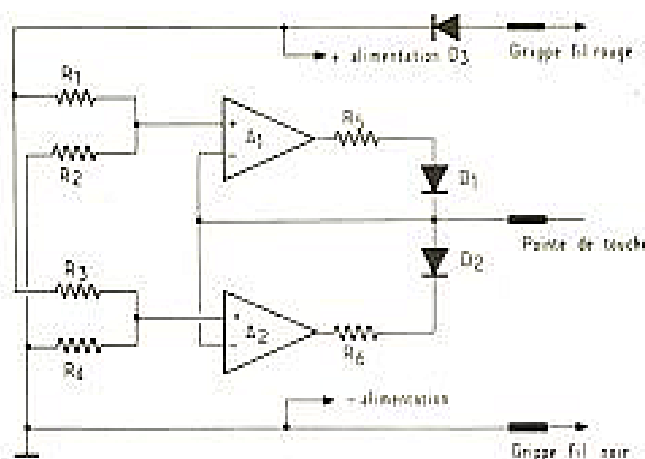 + alimentation D3
Grippe fil rouge
R1
R2
+
A1
-
R5
D1
Pointe de touche
D2
R3
R4
+
A2
-
R6
- alimentation
Grippe fil noir